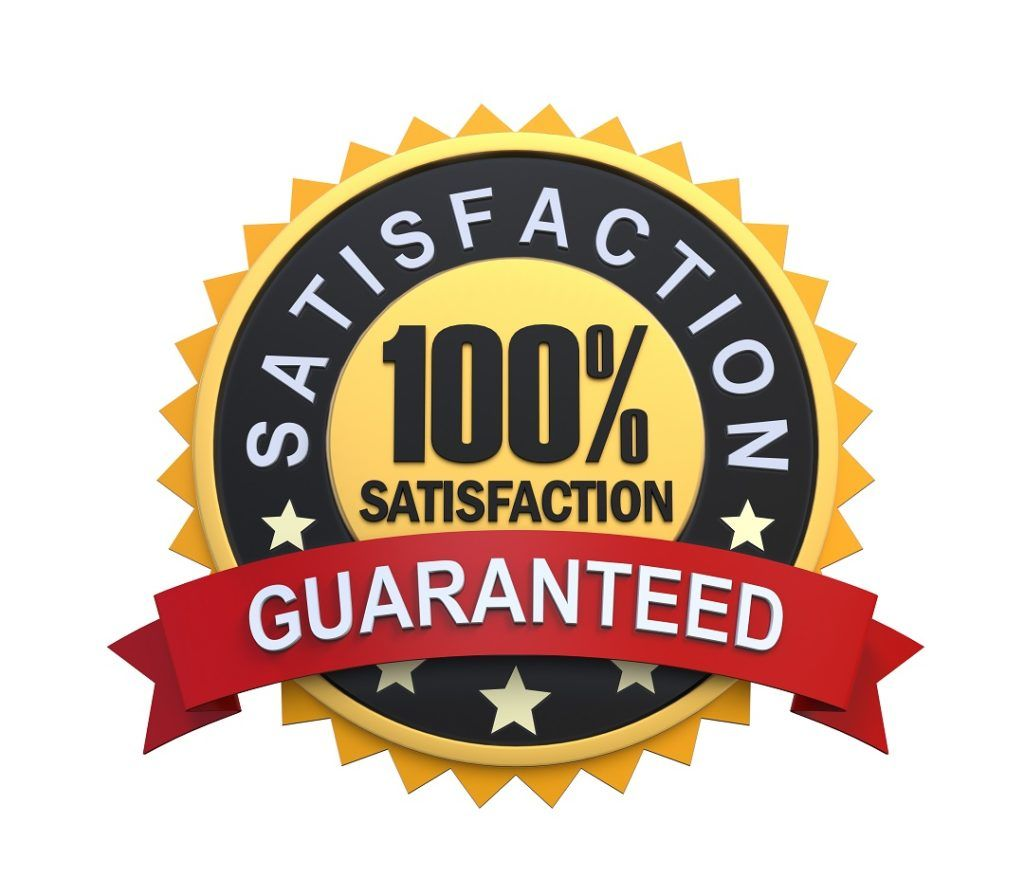 SATISFACTION
100%
SATISFACTION
GUARANTEED